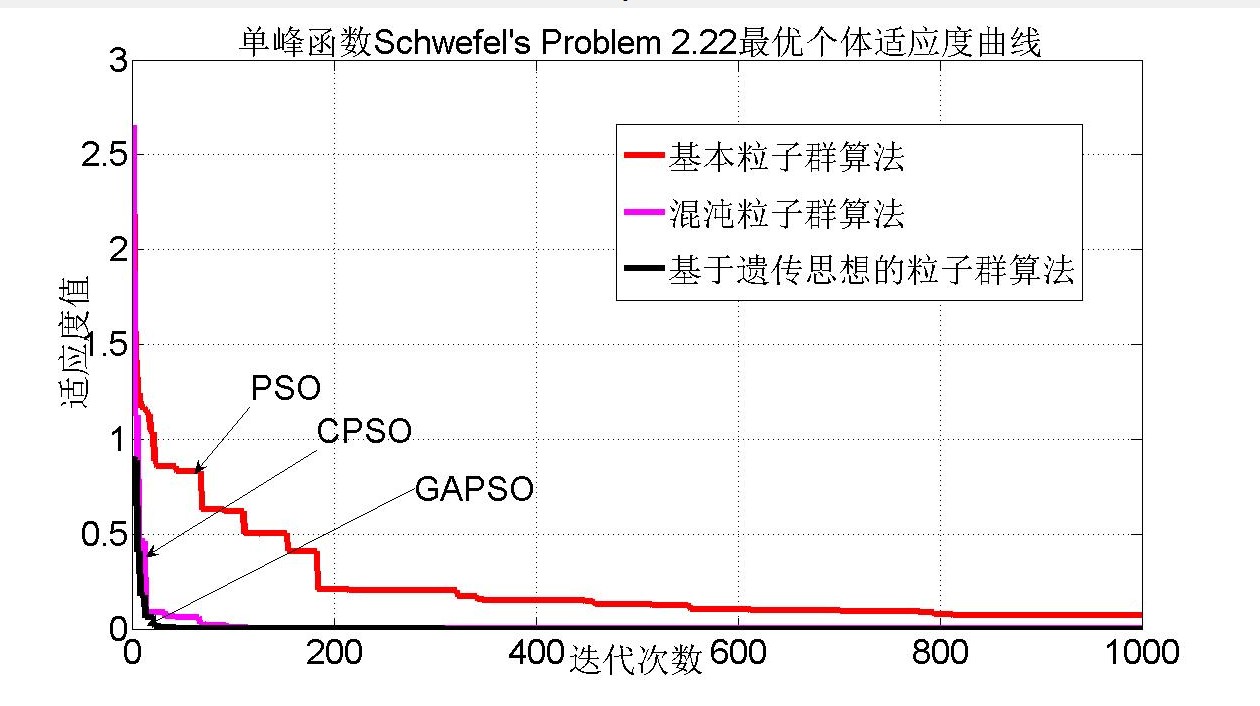 单峰函数Schwefel's Problem 2.22最优个体适应度曲线
3
2.5
2
1.5
1
0.5
0
适应度值
基本粒子群算法
混沌粒子群算法
基于遗传思想的粒子群算法
PSO
CPSO
GAPSO
0 200 400 600 800 1000
迭代次数